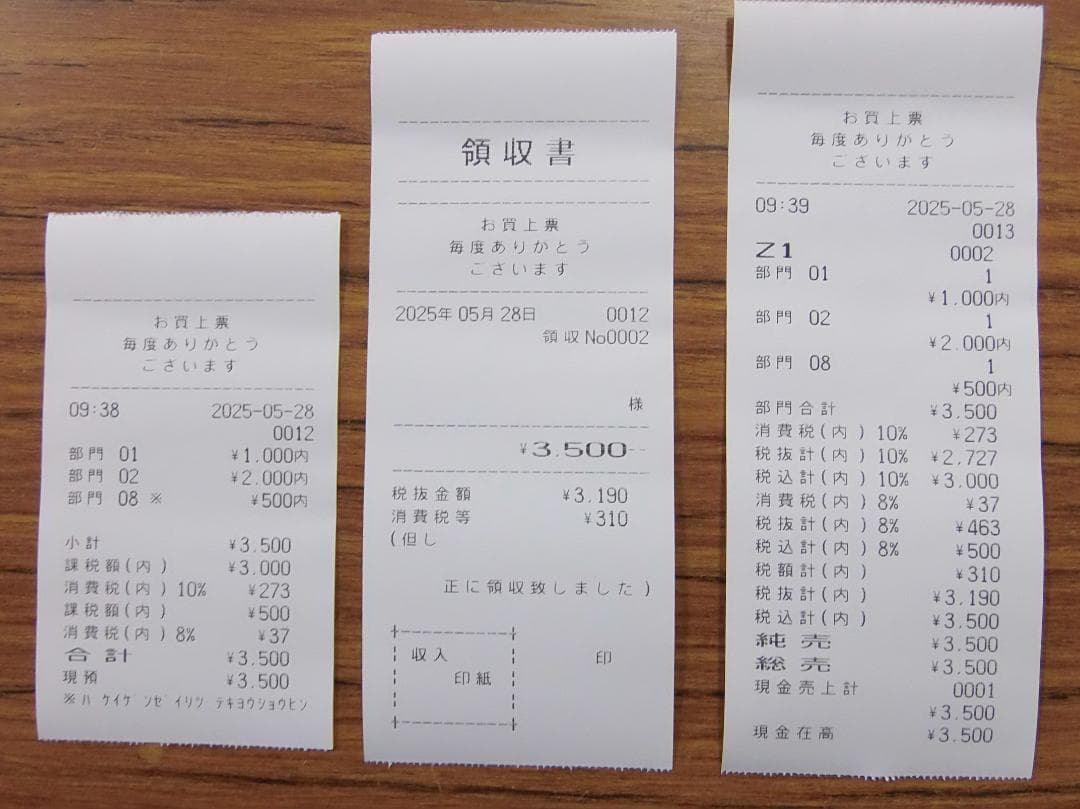 お買上票
毎度ありがとう
ございます
09:38 2025-05-28
0012
部門 01 ¥1.000内
部門 02 ¥2.000内
部門 08 ※ ¥500内
小計 ¥3.500
課税額(内) ¥3.000
消費税(内) 10% ¥273
課税額(内) ¥500
消費税(内) 8% ¥37
合計 ¥3.500
現預 ¥3.500
※ハ ケイケ ンゼイリツ テキヨウショウヒン
領収書
お買上票
毎度ありがとう
ございます
2025年 05月 28日 0012
領収No0002
様
¥3.500--
税抜金額 ¥3.190
消費税等 ¥310
(但し
正に領収致しました)
収入
印紙
印
お買上票
毎度ありがとう
ございます
09:39 2025-05-28
0013
Z1 0002
部門 01 1
¥1.000内
部門 02 1
¥2.000内
部門 08 1
¥500内
部門合計 ¥3.500
消費税(内) 10% ¥273
税抜計(内) 10% ¥2.727
税込計(内) 10% ¥3.000
消費税(内) 8% ¥37
税抜計(内) 8% ¥463
税込計(内) 8% ¥500
税額計(内) ¥310
税抜計(内) ¥3.190
税込計(内) ¥3.500
純売 ¥3.500
総売 ¥3.500
現金売上計 0001
¥3.500
現金在高 ¥3.500